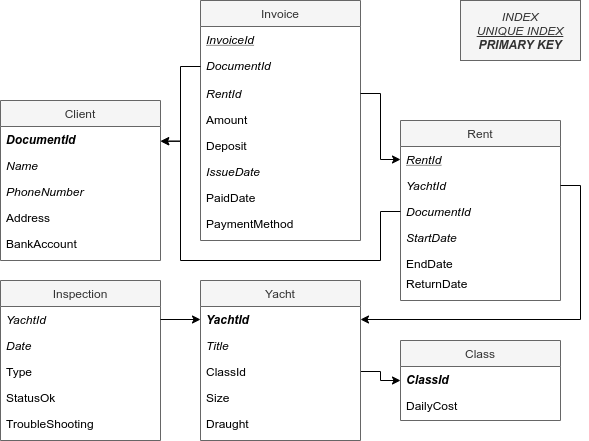 Invoice
InvoiceId
DocumentId
RentId
Amount
Deposit
IssueDate
PaidDate
PaymentMethod
INDEX
UNIQUE INDEX
PRIMARY KEY
Client
DocumentId
Name
PhoneNumber
Address
BankAccount
Rent
RentId
YachtId
DocumentId
StartDate
EndDate
ReturnDate
Inspection
YachtId
Date
Type
StatusOk
TroubleShooting
Yacht
YachtId
Title
ClassId
Size
Draught
Class
ClassId
DailyCost